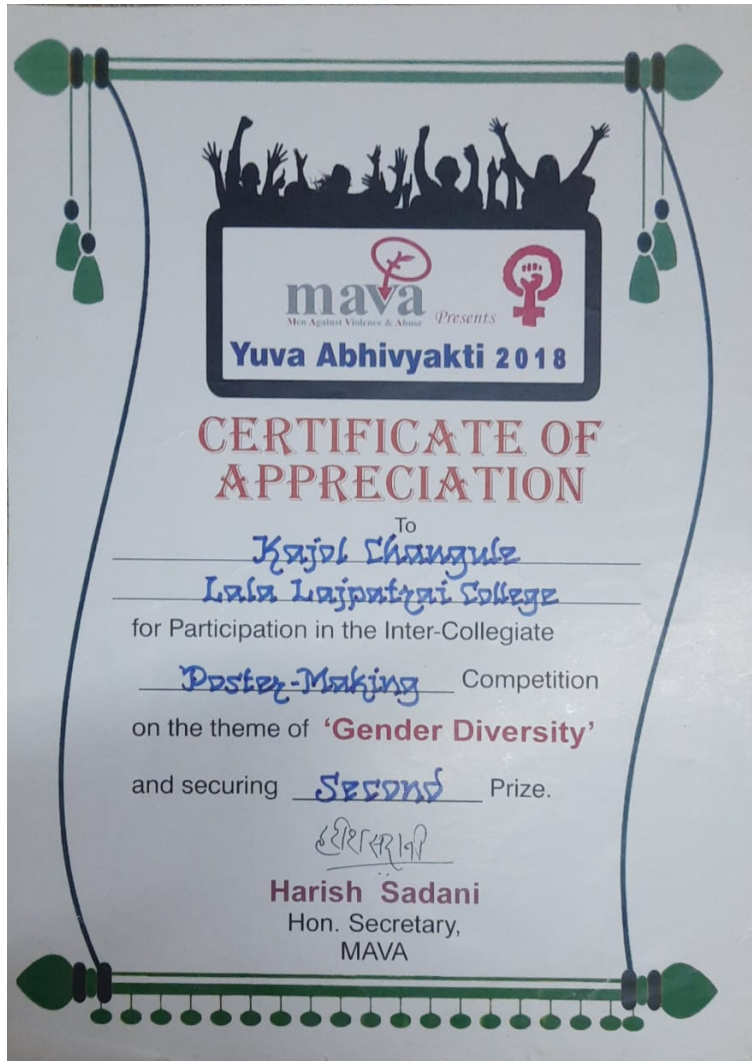 mava
Men Against Violence & Abuse
Presents
Yuva Abhivyakti 2018
CERTIFICATE OF
APPRECIATION
To
Kajol Changule
Lala Lajpatrai College
for Participation in the Inter-Collegiate
Poster-Making Competition
on the theme of ‘Gender Diversity’
and securing Second Prize.
हरीश सदानी
Harish Sadani
Hon. Secretary,
MAVA